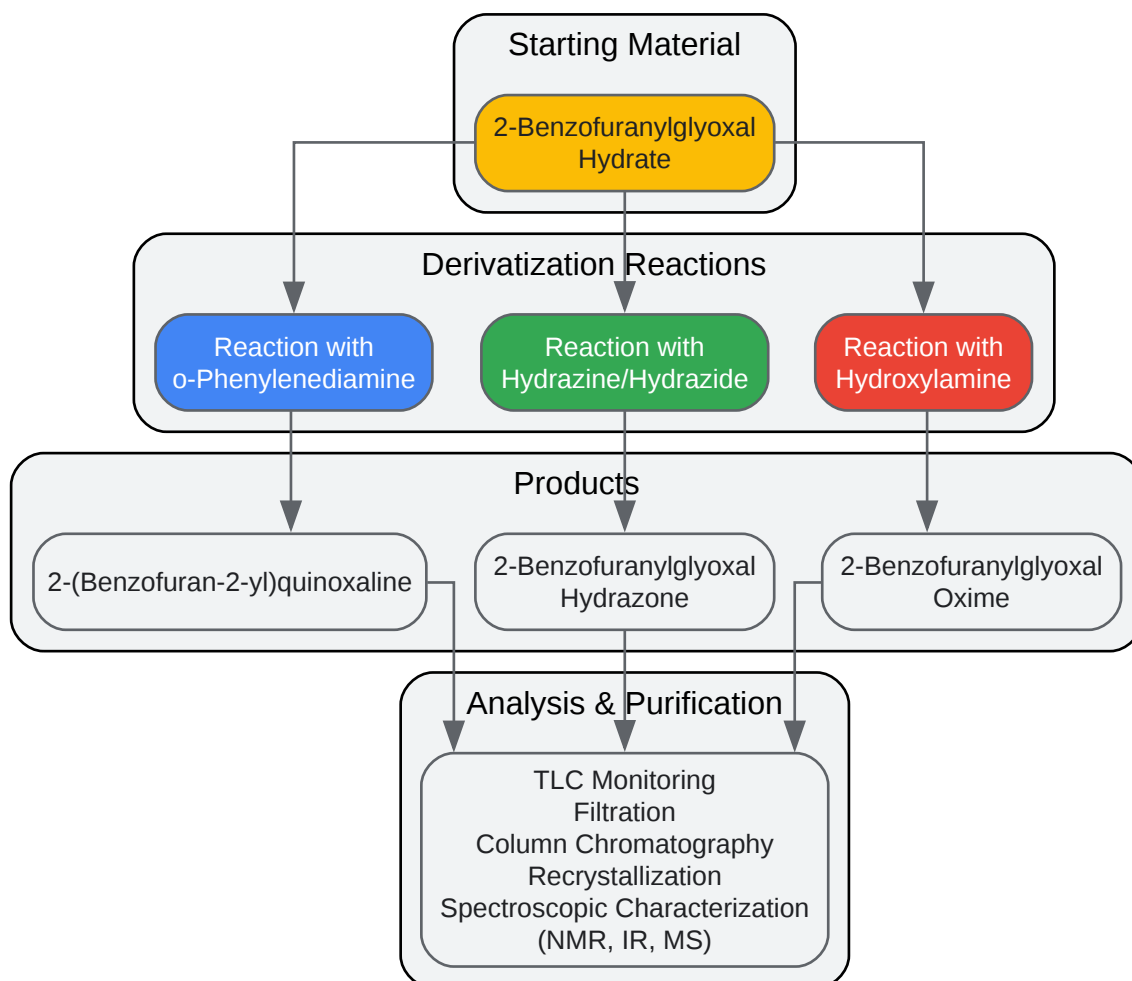 Starting Material
2-Benzofuranylglyoxal
Hydrate
Derivatization Reactions
Reaction with
o-Phenylenediamine
Reaction with
Hydrazine/Hydrazide
Reaction with
Hydroxylamine
Products
2-(Benzofuran-2-yl)quinoxaline
2-Benzofuranylglyoxal
Hydrazone
2-Benzofuranylglyoxal
Oxime
Analysis & Purification
TLC Monitoring
Filtration
Column Chromatography
Recrystallization
Spectroscopic Characterization
(NMR, IR, MS)